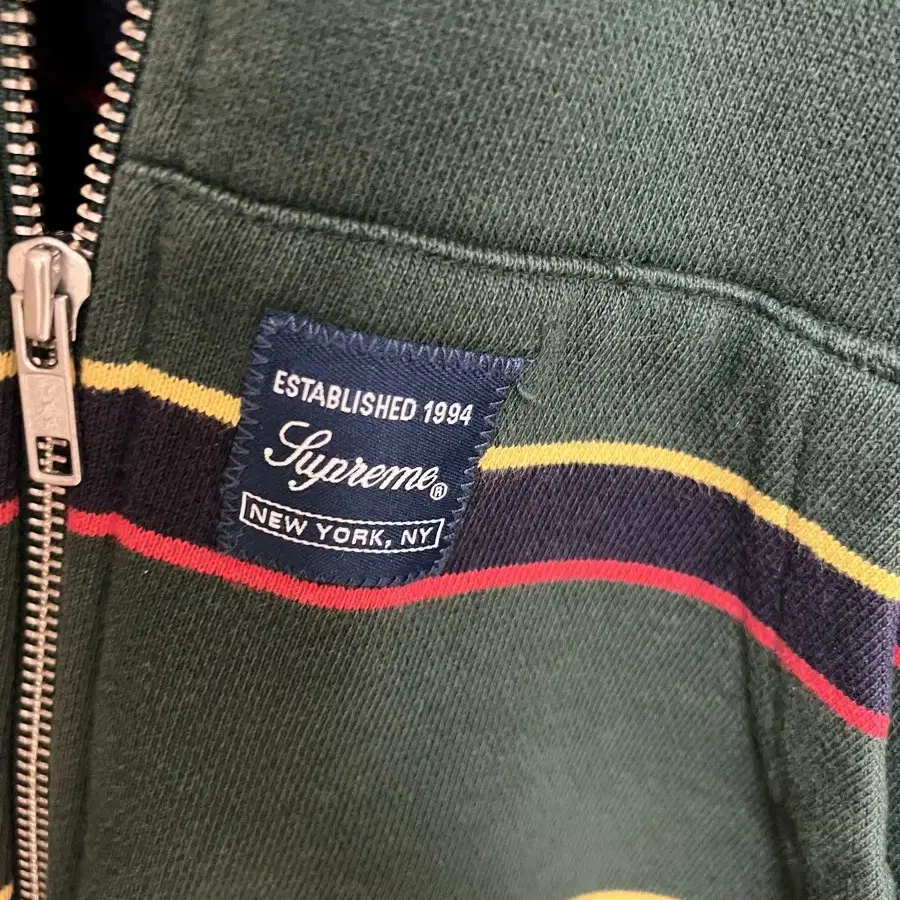 ESTABLISHED 1994
Supreme®
NEW YORK, NY